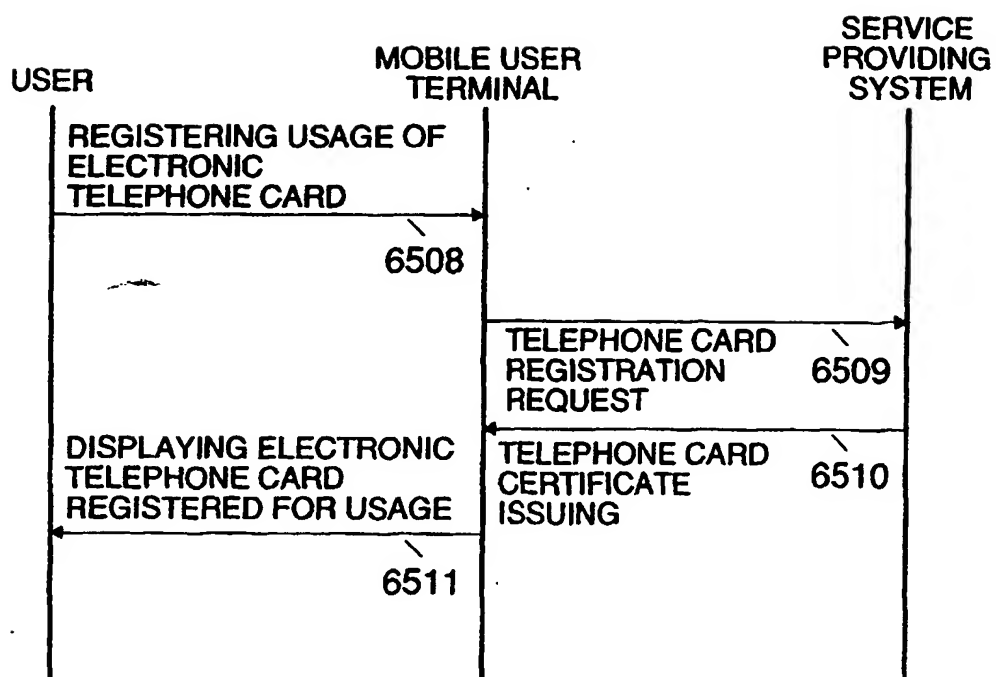 USER
MOBILE USER
TERMINAL
SERVICE
PROVIDING
SYSTEM
REGISTERING USAGE OF
ELECTRONIC
TELEPHONE CARD
6508
TELEPHONE CARD
REGISTRATION
REQUEST
6509
DISPLAYING ELECTRONIC
TELEPHONE CARD
REGISTERED FOR USAGE
TELEPHONE CARD
CERTIFICATE
ISSUING
6510
6511